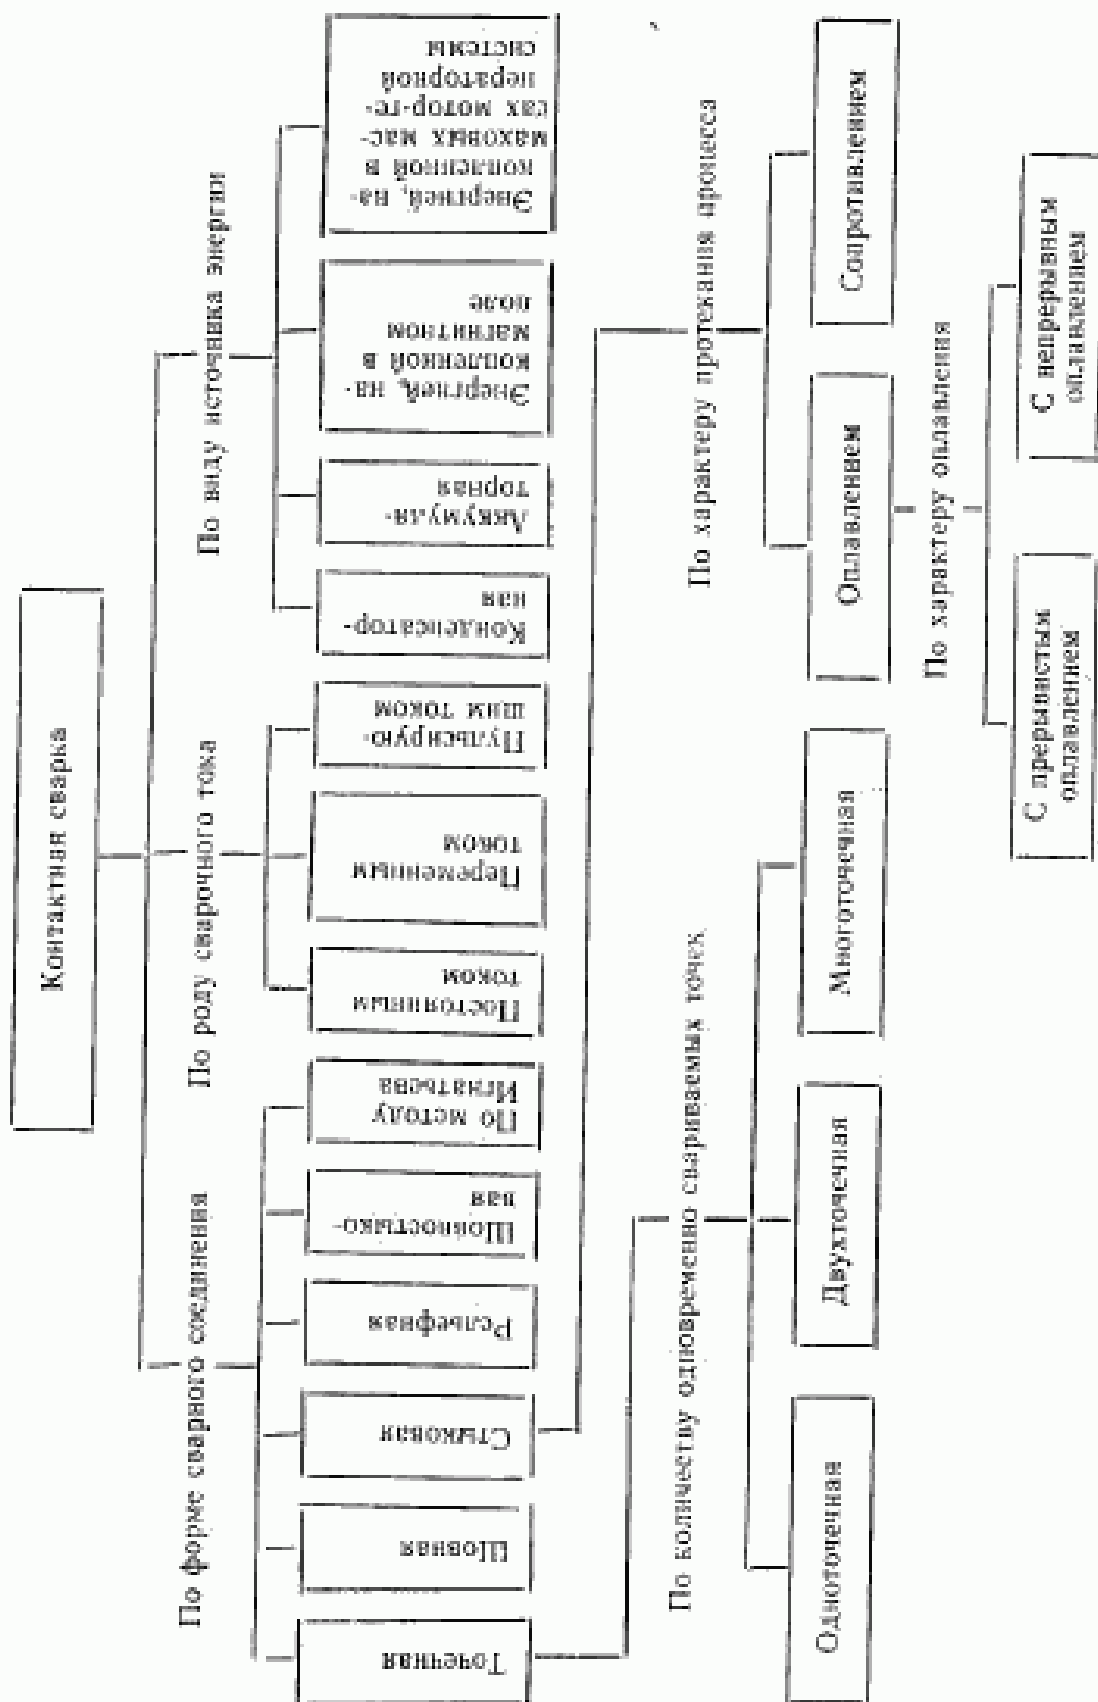 Контактная сварка
По форме сварного соединения
По роду сварочного тока
По виду источника энергии
Точечная
Шовная
Стыковая
Рельефная
Шовностыко-
вая
По методу
Игнатьева
Постоянным
током
Переменным
током
Пульсирую-
щим током
Конденсатор-
ная
Аккумуля-
торная
Энергией, на-
копленной в
магнитном
поле
Энергией, на-
копленной в
маховых мас-
сах мотор-ге-
нераторной
системы
По количеству одновременно свариваемых точек
По характеру протекания процесса
Одноточечная
Двухточечная
Многоточечная
Оплавлением
Сопротивлением
По характеру оплавления
С прерывистым
оплавлением
С непрерывным
оплавлением